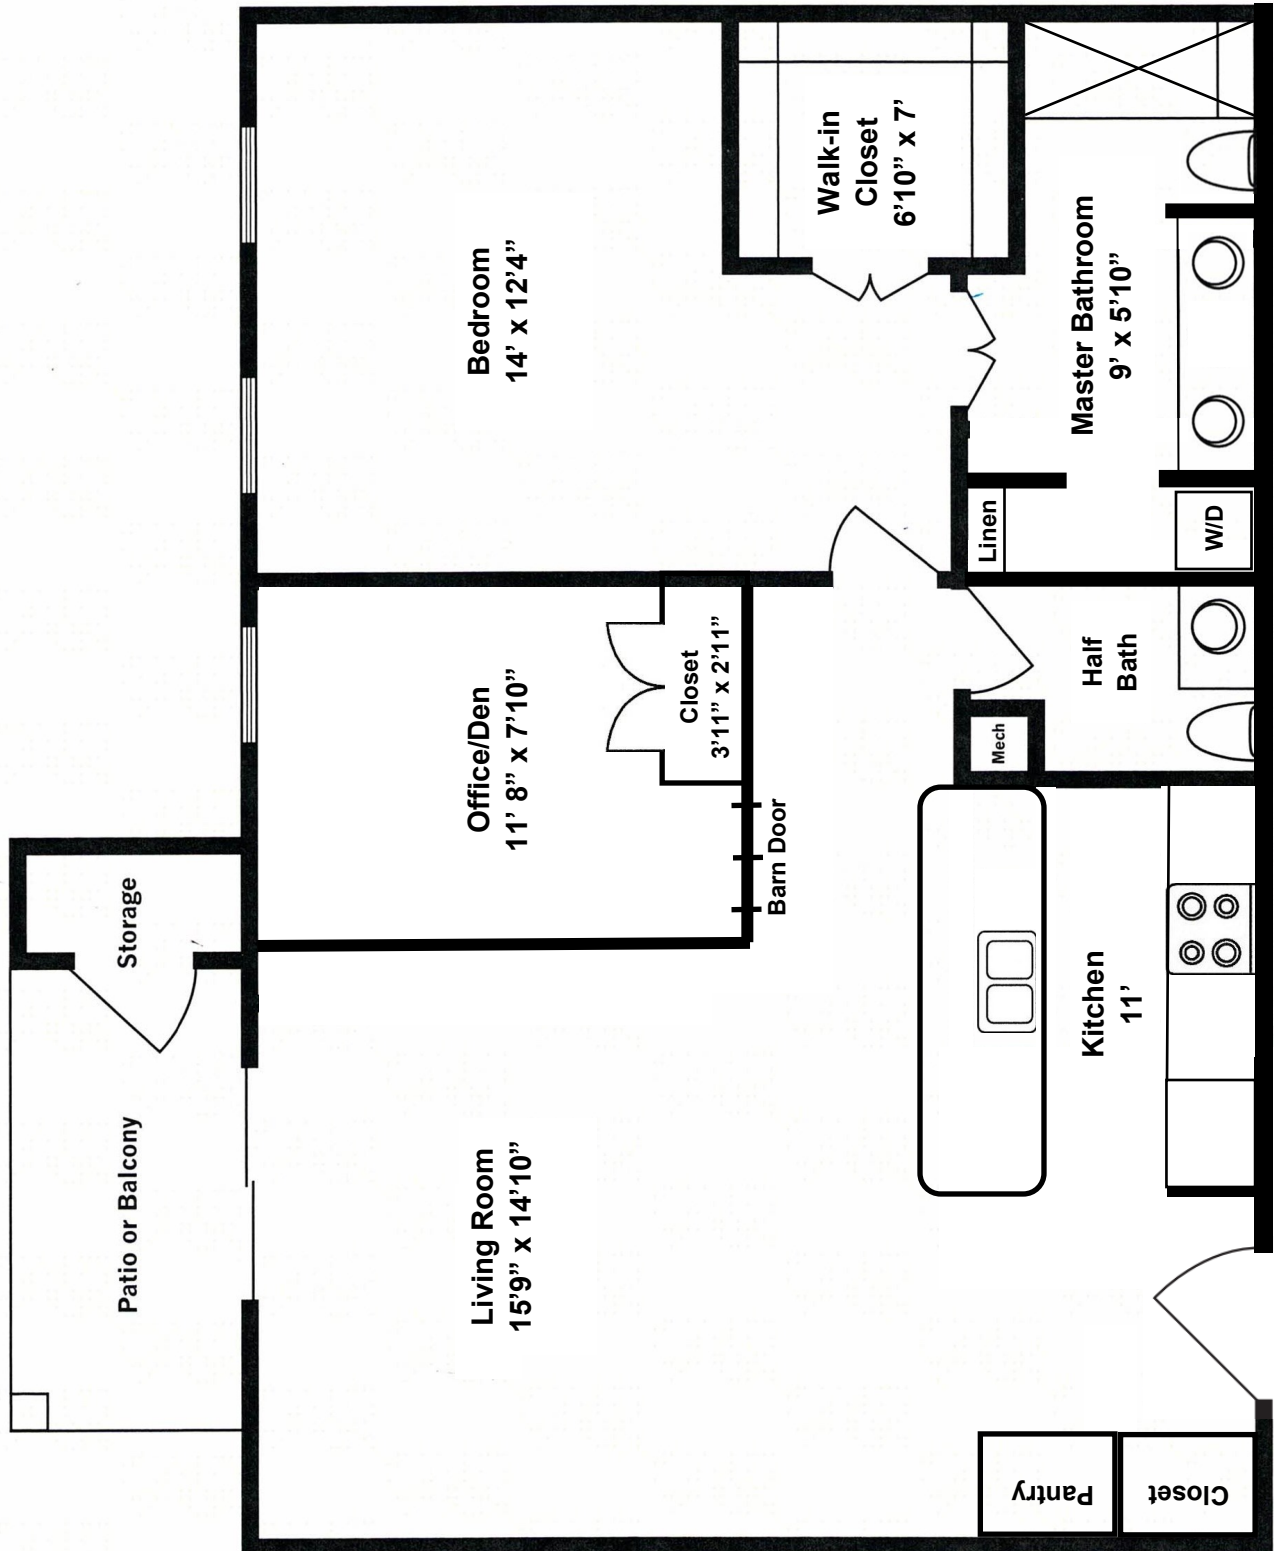 Patio or Balcony
Storage
Living Room
15’9” x 14’10”
Office/Den
11’ 8” x 7’10”
Closet
3’11” x 2’11”
Barn Door
Bedroom
14’ x 12’4”
Walk-in
Closet
6’10” x 7’
Pantry
Closet
Kitchen
11’
Mech
Half
Bath
Linen
W/D
Master Bathroom
9’ x 5’10”